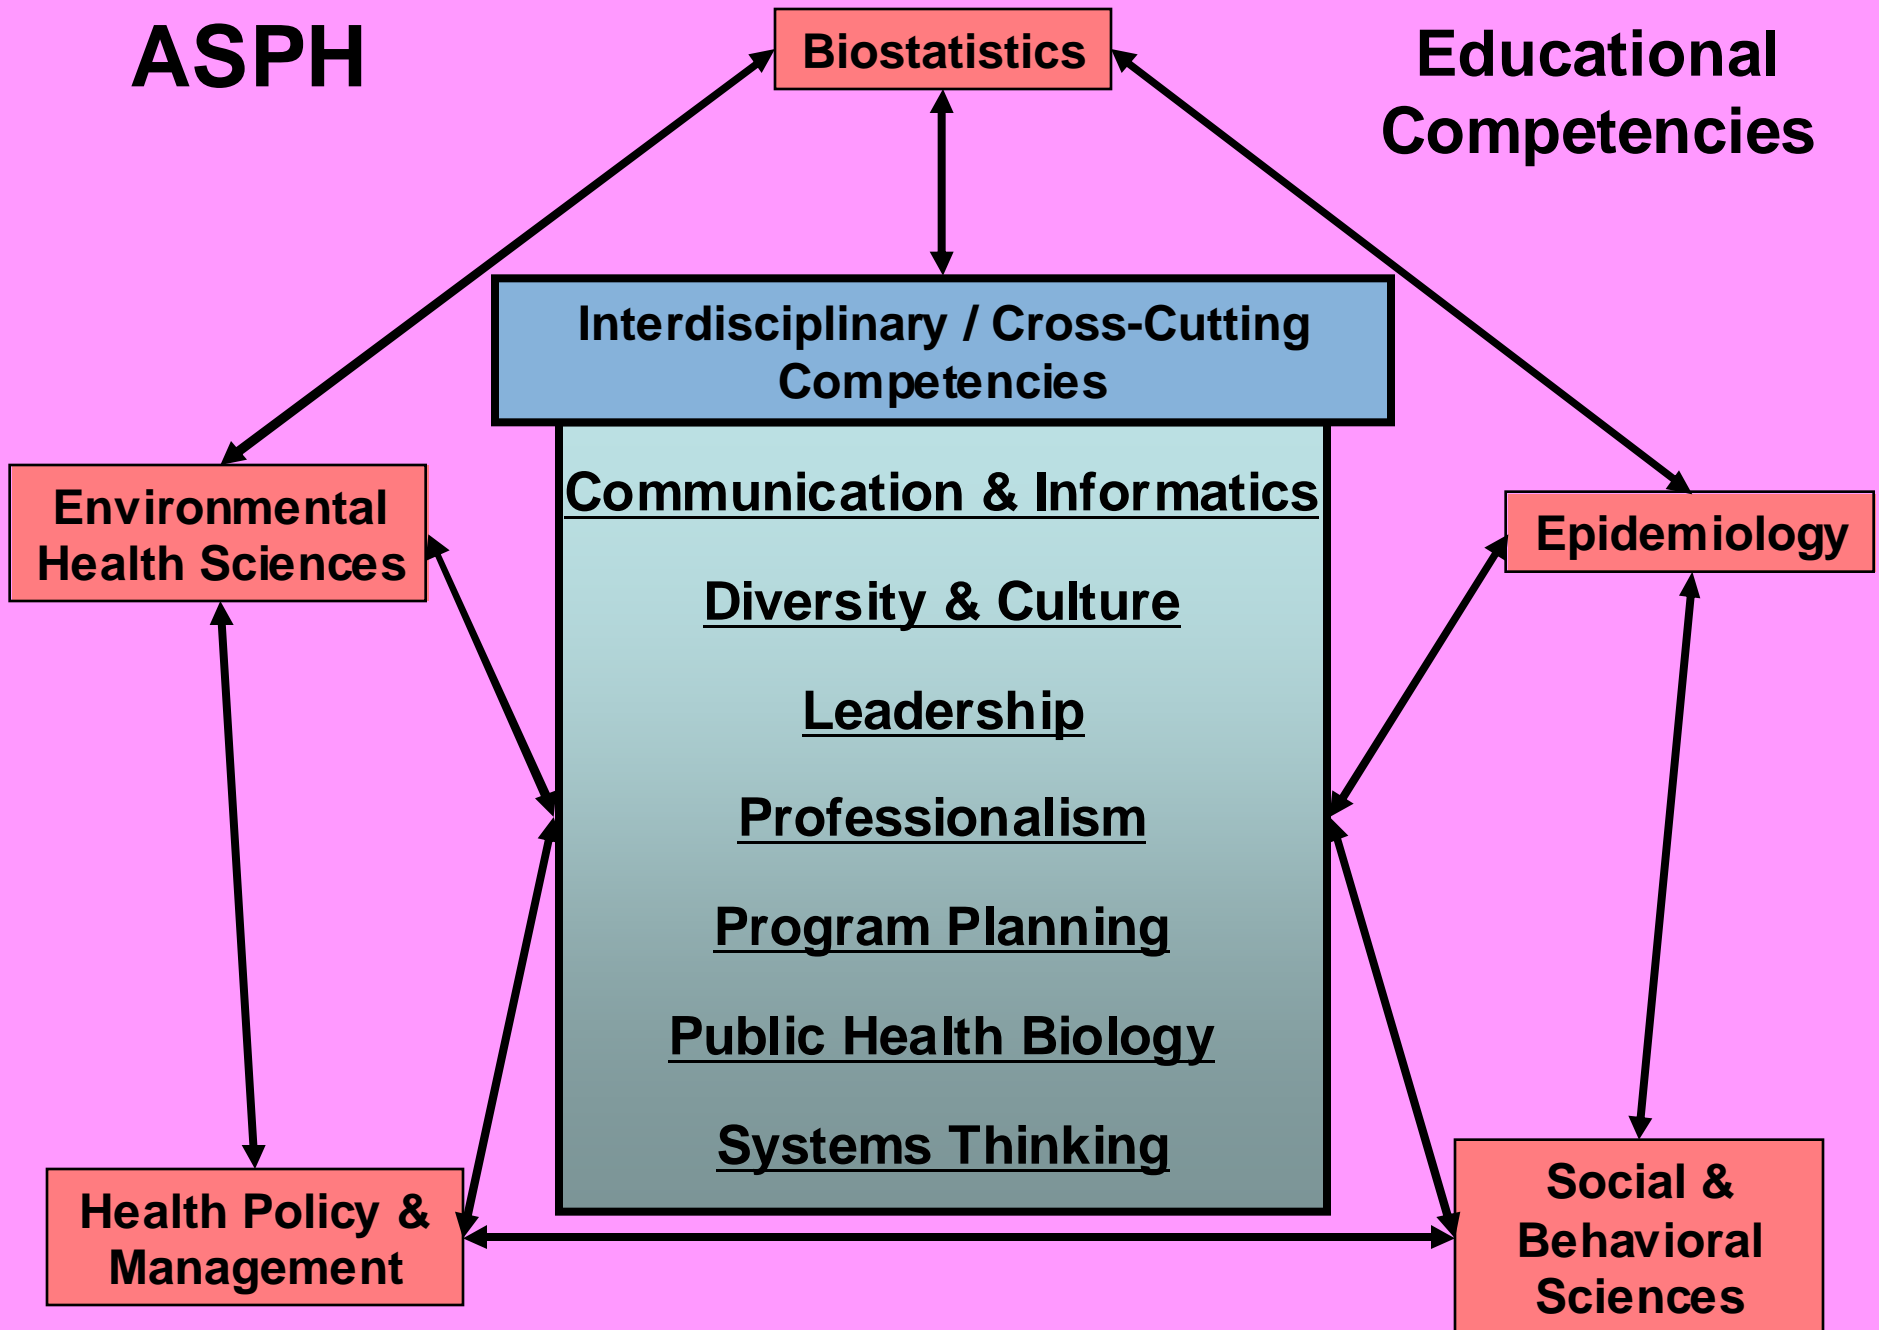 ASPH
Biostatistics
Educational
Competencies
Interdisciplinary / Cross-Cutting
Competencies
Communication & Informatics
Diversity & Culture
Leadership
Professionalism
Program Planning
Public Health Biology
Systems Thinking
Environmental
Health Sciences
Epidemiology
Health Policy &
Management
Social &
Behavioral
Sciences